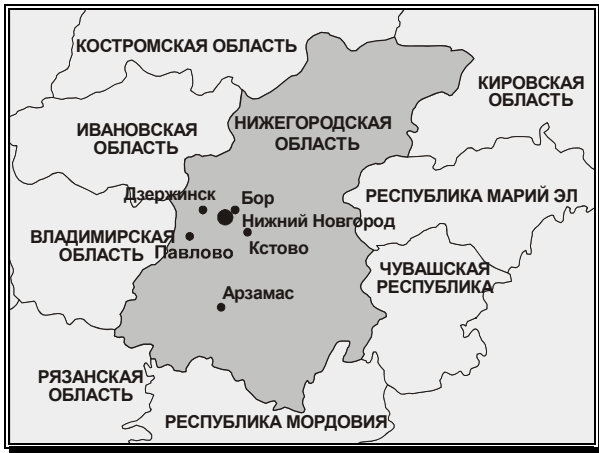 КОСТРОМСКАЯ ОБЛАСТЬ
КИРОВСКАЯ
ОБЛАСТЬ
ИВАНОВСКАЯ
ОБЛАСТЬ
НИЖЕГОРОДСКАЯ
ОБЛАСТЬ
Дзержинск
Бор
РЕСПУБЛИКА МАРИЙ ЭЛ
Нижний Новгород
ВЛАДИМИРСКАЯ
ОБЛАСТЬ
Павлово
Кстово
ЧУВАШСКАЯ
РЕСПУБЛИКА
Арзамас
РЯЗАНСКАЯ
ОБЛАСТЬ
РЕСПУБЛИКА МОРДОВИЯ